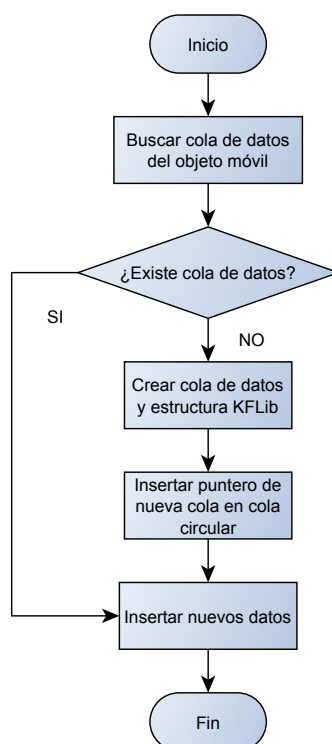 Inicio
Buscar cola de datos
del objeto móvil
¿Existe cola de datos?
SI
NO
Crear cola de datos
y estructura KFLib
Insertar puntero de
nueva cola en cola
circular
Insertar nuevos datos
Fin